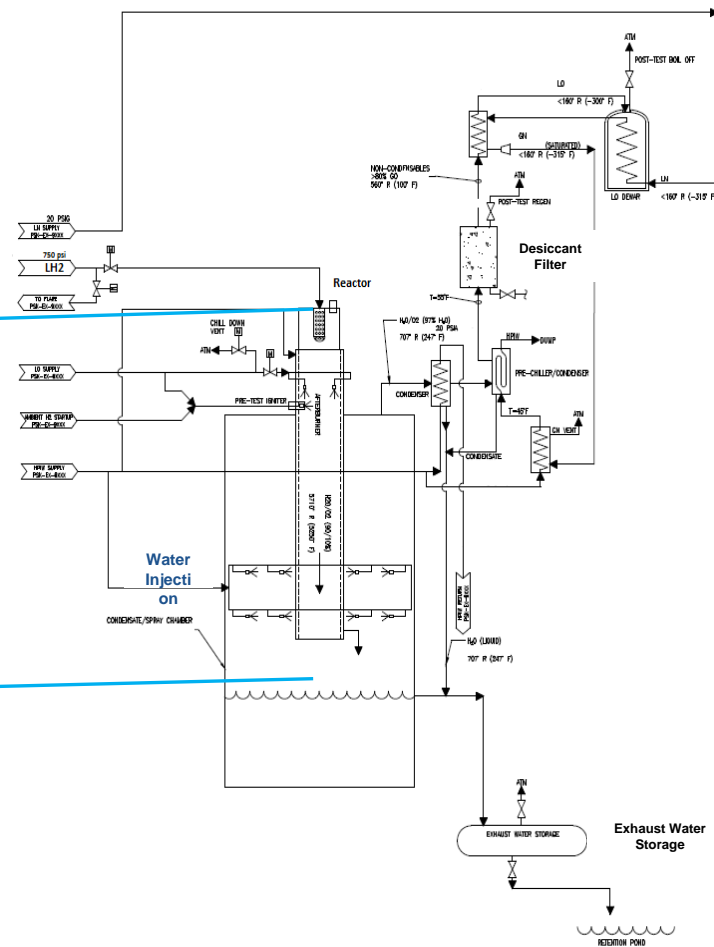 ATM
POST-TEST BOIL OFF
LO
<160° R (-300° F)
GN
(SATURATED)
<160° R (-315° F)
NON-CONDENSABLES
>80% GO
560° R (100° F)
ATM
POST-TEST REGEN
LO DEWAR
LN
<160° R (-315° F)
20 PSIG
LN SUPPLY
750 psi
LH2
TO FLARE
M
M
Reactor
Desiccant
Filter
T=55°F
H₂O/O2 (97% H₂O)
20 PSIA
707° R (247° F)
CHILL DOWN
VENT
M
ATM
M
HPIW
DUMP
LO SUPPLY
PRE-CHILLER/CONDENSER
CONDENSER
PRE-TEST IGNITER
AFTERBURNER
AMBIENT H2 STARTUP
T=45°F
ATM
GN VENT
CONDENSATE
HPIW SUPPLY
H20/O2 (90/10%)
5710° R (5250° F)
Water
Injecti
on
HPIW RETURN
CONDENSATE/SPRAY CHAMBER
H₂O (LIQUID)
707° R (247° F)
ATM
EXHAUST WATER STORAGE
Exhaust Water
Storage
RETENTION POND